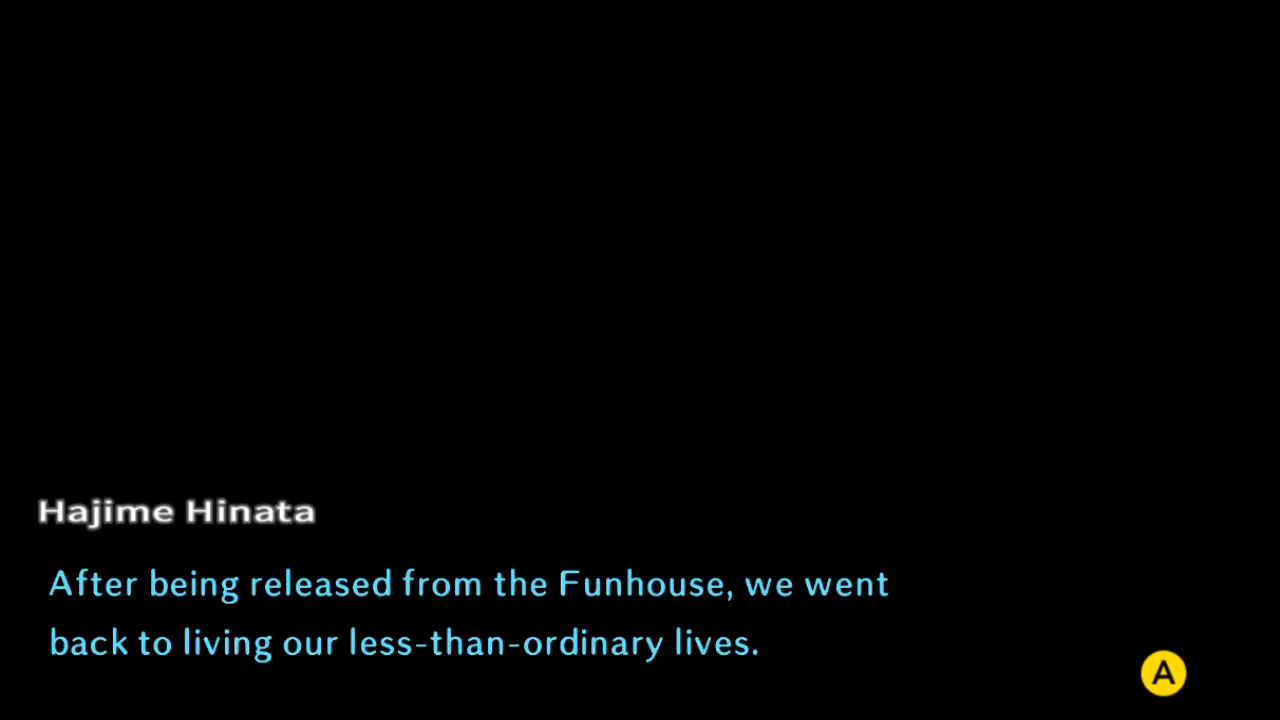 Hajime Hinata
After being released from the Funhouse, we went
back to living our less-than-ordinary lives.
A